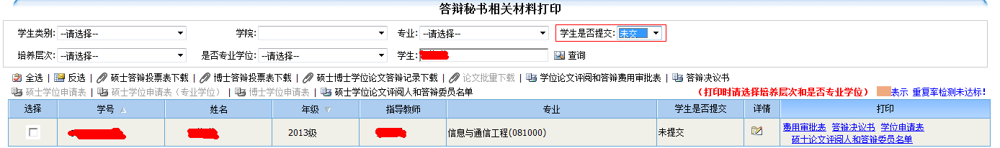 答辩秘书相关材料打印
学生类别: --请选择-- 学院: 专业: --请选择-- 学生是否提交: 未交
培养层次: --请选择-- 是否专业学位: --请选择-- 学生: 查询
全选 | 反选 | 硕士答辩投票表下载 | 博士答辩投票表下载 | 硕士博士学位论文答辩记录下载 | 论文批量下载 | 学位论文评阅和答辩费用审批表 | 答辩决议书
硕士学位申请表 | 硕士学位申请表（专业学位） | 博士学位申请表 | 硕士学位论文评阅人和答辩委员名单 （打印时请选择培养层次和是否专业学位） 表示 重复率检测未达标!
选择 学号 姓名 年级 指导教师 专业 学生是否提交 详情 打印
2013级 信息与通信工程(081000) 未提交 费用审批表 答辩决议书 学位申请表
硕士论文评阅人和答辩委员名单